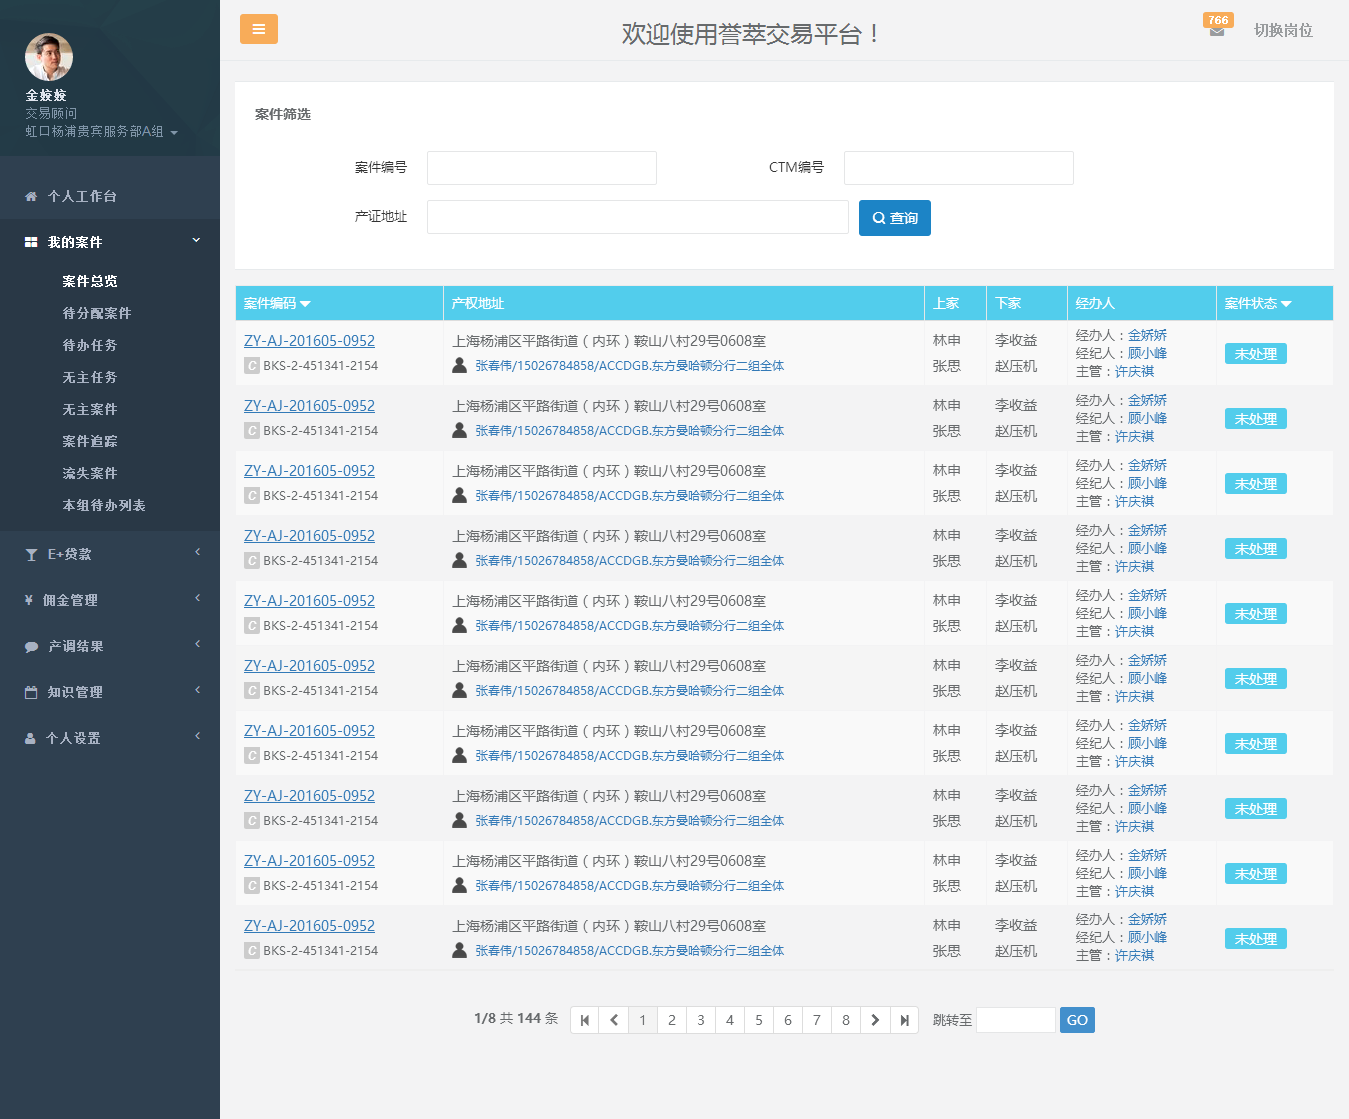 金姣姣
交易顾问
虹口杨浦贵宾服务部A组
个人工作台
我的案件
案件总览
待分配案件
待办任务
无主任务
无主案件
案件追踪
流失案件
本组待办列表
E+贷款
佣金管理
产调结果
知识管理
个人设置
欢迎使用誉萃交易平台！
766
切换岗位
案件筛选
案件编号
CTM编号
产证地址
查询
案件编码 产权地址 上家 下家 经办人 案件状态
ZY-AJ-201605-0952 上海杨浦区平路街道（内环）鞍山八村29号0608室 林申 李收益 经办人：金娇娇
经纪人：顾小峰 未处理
C BKS-2-451341-2154 张春伟/15026784858/ACCDGB.东方曼哈顿分行二组全体 张思 赵压机 主管：许庆祺
ZY-AJ-201605-0952 上海杨浦区平路街道（内环）鞍山八村29号0608室 林申 李收益 经办人：金娇娇
经纪人：顾小峰 未处理
C BKS-2-451341-2154 张春伟/15026784858/ACCDGB.东方曼哈顿分行二组全体 张思 赵压机 主管：许庆祺
ZY-AJ-201605-0952 上海杨浦区平路街道（内环）鞍山八村29号0608室 林申 李收益 经办人：金娇娇
经纪人：顾小峰 未处理
C BKS-2-451341-2154 张春伟/15026784858/ACCDGB.东方曼哈顿分行二组全体 张思 赵压机 主管：许庆祺
ZY-AJ-201605-0952 上海杨浦区平路街道（内环）鞍山八村29号0608室 林申 李收益 经办人：金娇娇
经纪人：顾小峰 未处理
C BKS-2-451341-2154 张春伟/15026784858/ACCDGB.东方曼哈顿分行二组全体 张思 赵压机 主管：许庆祺
ZY-AJ-201605-0952 上海杨浦区平路街道（内环）鞍山八村29号0608室 林申 李收益 经办人：金娇娇
经纪人：顾小峰 未处理
C BKS-2-451341-2154 张春伟/15026784858/ACCDGB.东方曼哈顿分行二组全体 张思 赵压机 主管：许庆祺
ZY-AJ-201605-0952 上海杨浦区平路街道（内环）鞍山八村29号0608室 林申 李收益 经办人：金娇娇
经纪人：顾小峰 未处理
C BKS-2-451341-2154 张春伟/15026784858/ACCDGB.东方曼哈顿分行二组全体 张思 赵压机 主管：许庆祺
ZY-AJ-201605-0952 上海杨浦区平路街道（内环）鞍山八村29号0608室 林申 李收益 经办人：金娇娇
经纪人：顾小峰 未处理
C BKS-2-451341-2154 张春伟/15026784858/ACCDGB.东方曼哈顿分行二组全体 张思 赵压机 主管：许庆祺
ZY-AJ-201605-0952 上海杨浦区平路街道（内环）鞍山八村29号0608室 林申 李收益 经办人：金娇娇
经纪人：顾小峰 未处理
C BKS-2-451341-2154 张春伟/15026784858/ACCDGB.东方曼哈顿分行二组全体 张思 赵压机 主管：许庆祺
ZY-AJ-201605-0952 上海杨浦区平路街道（内环）鞍山八村29号0608室 林申 李收益 经办人：金娇娇
经纪人：顾小峰 未处理
C BKS-2-451341-2154 张春伟/15026784858/ACCDGB.东方曼哈顿分行二组全体 张思 赵压机 主管：许庆祺
ZY-AJ-201605-0952 上海杨浦区平路街道（内环）鞍山八村29号0608室 林申 李收益 经办人：金娇娇
经纪人：顾小峰 未处理
C BKS-2-451341-2154 张春伟/15026784858/ACCDGB.东方曼哈顿分行二组全体 张思 赵压机 主管：许庆祺
1/8 共 144 条 1 2 3 4 5 6 7 8 跳转至 GO